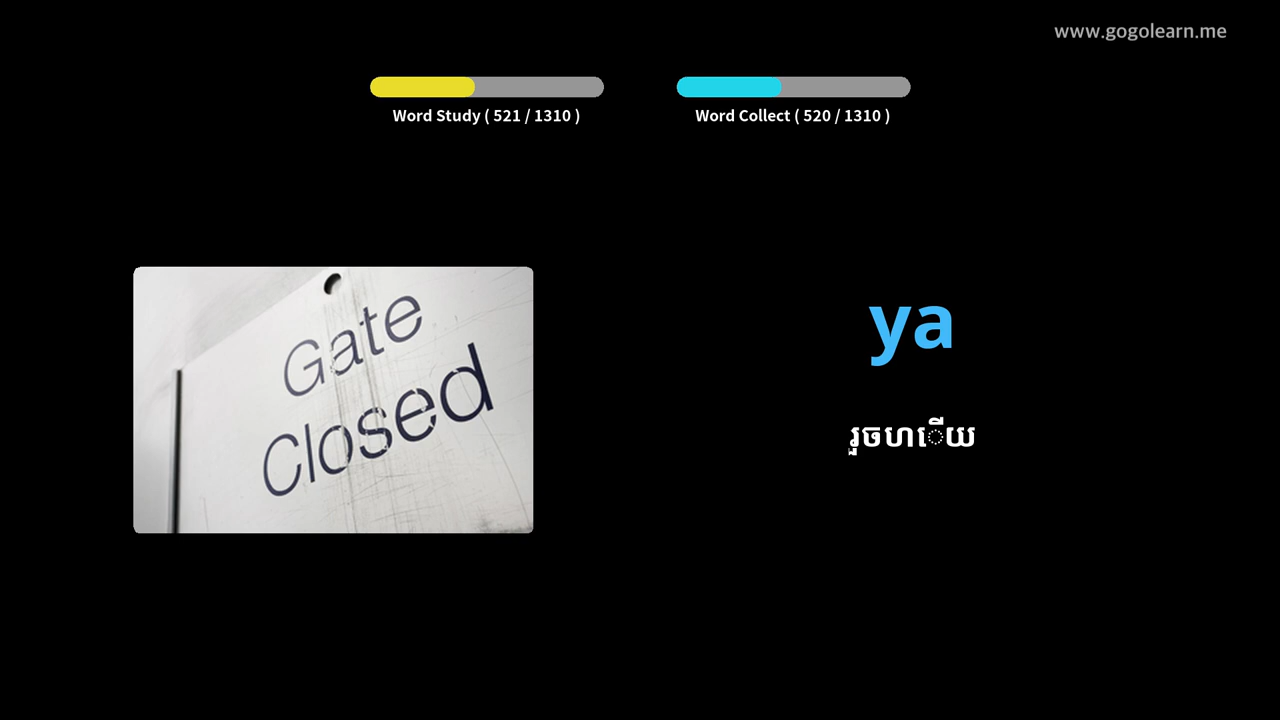 www.gogolearn.me
Word Study ( 521 / 1310 )
Word Collect ( 520 / 1310 )
Gate
Closed
ya
រួចហើយ